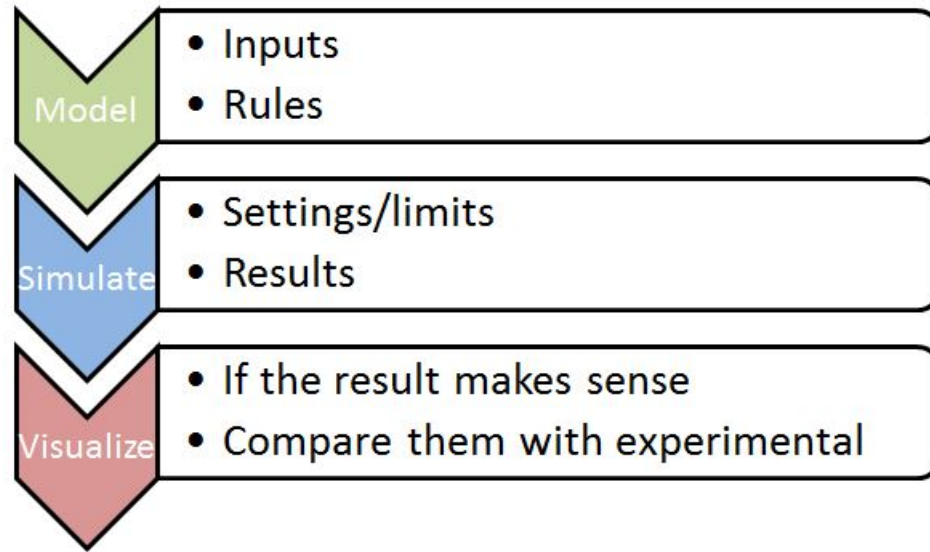 Model
• Inputs
• Rules
Simulate
• Settings/limits
• Results
Visualize
• If the result makes sense
• Compare them with experimental